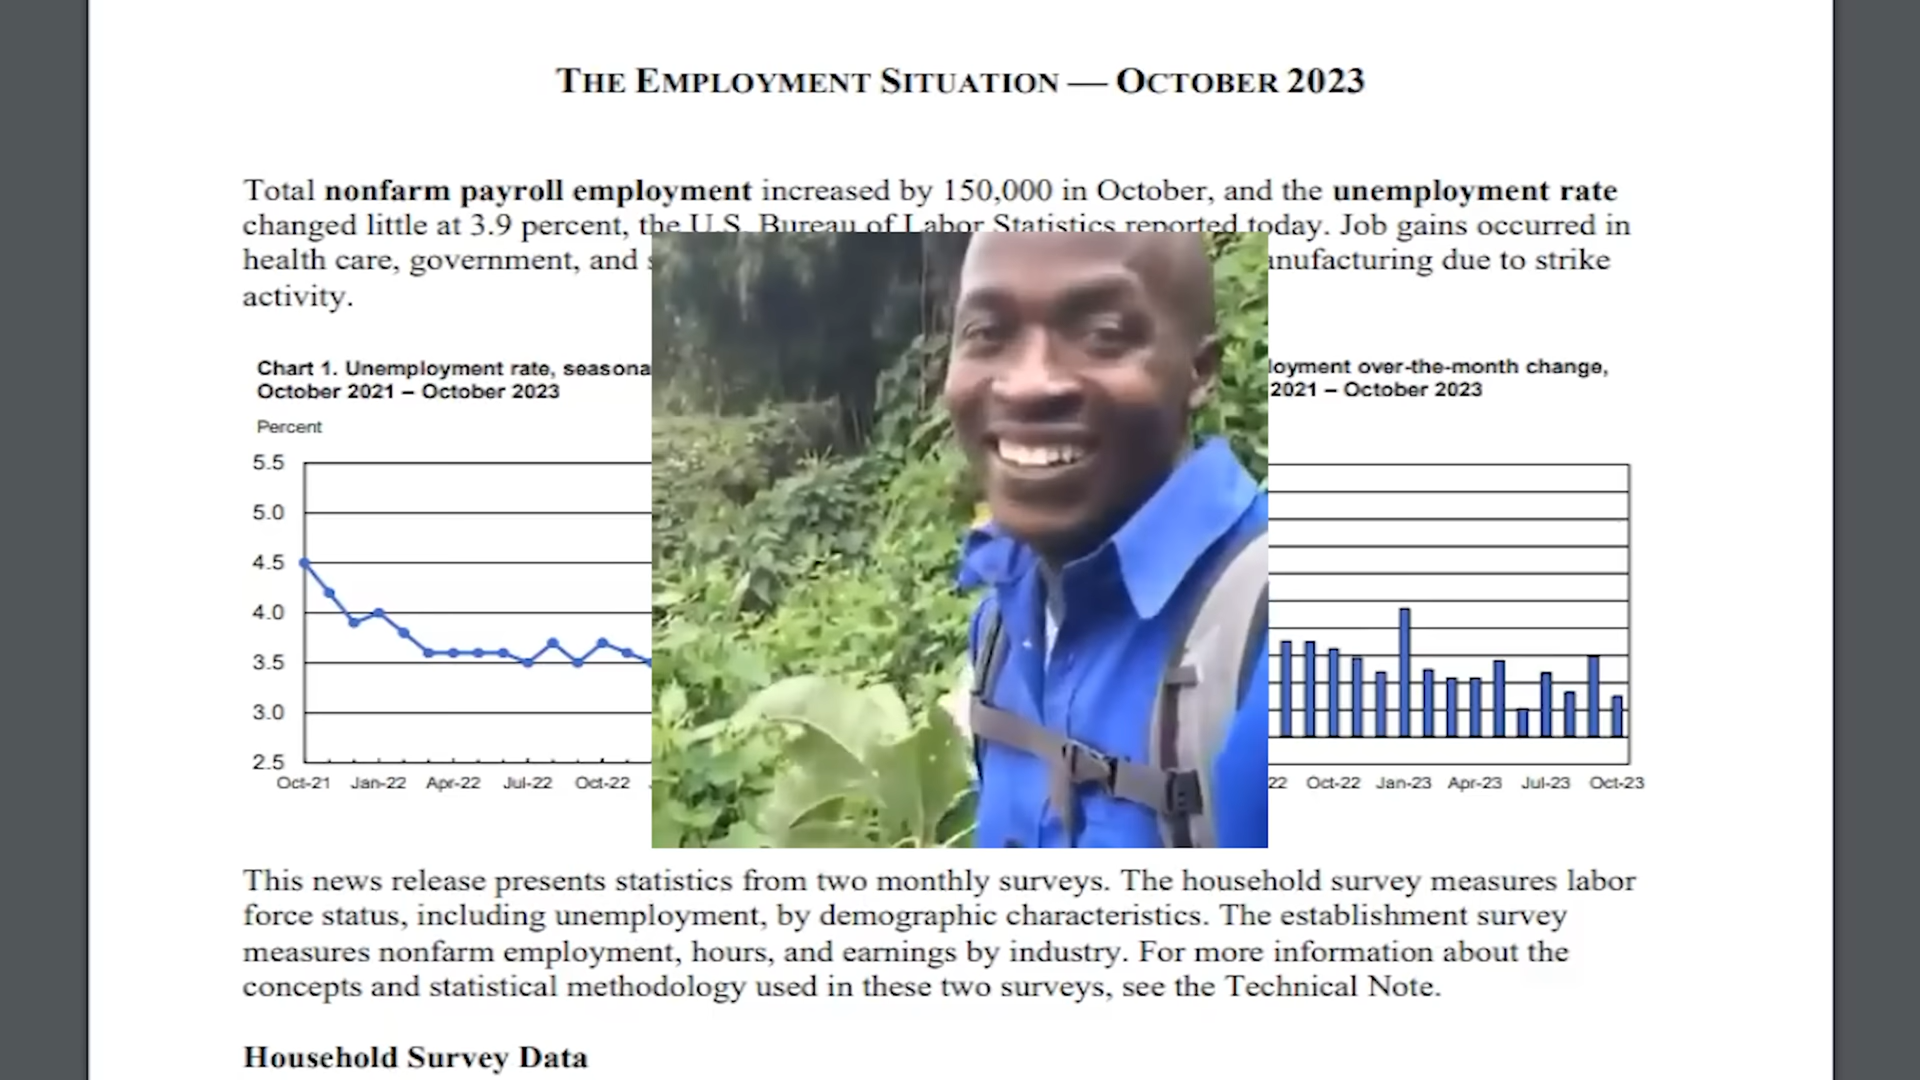 THE EMPLOYMENT SITUATION — OCTOBER 2023
Total nonfarm payroll employment increased by 150,000 in October, and the unemployment rate
changed little at 3.9 percent, the U.S. Bureau of Labor Statistics reported today. Job gains occurred in
health care, government, and
due to strike
activity.
Chart 1. Unemployment rate,
October 2021 – October 2023
over-the-month change,
2021 – October 2023
Percent
5.5
5.0
4.5
4.0
3.5
3.0
2.5
Oct-21 Jan-22 Apr-22 Jul-22 Oct-22
22 Oct-22 Jan-23 Apr-23 Jul-23 Oct-23
This news release presents statistics from two monthly surveys. The household survey measures labor
force status, including unemployment, by demographic characteristics. The establishment survey
measures nonfarm employment, hours, and earnings by industry. For more information about the
concepts and statistical methodology used in these two surveys, see the Technical Note.
Household Survey Data